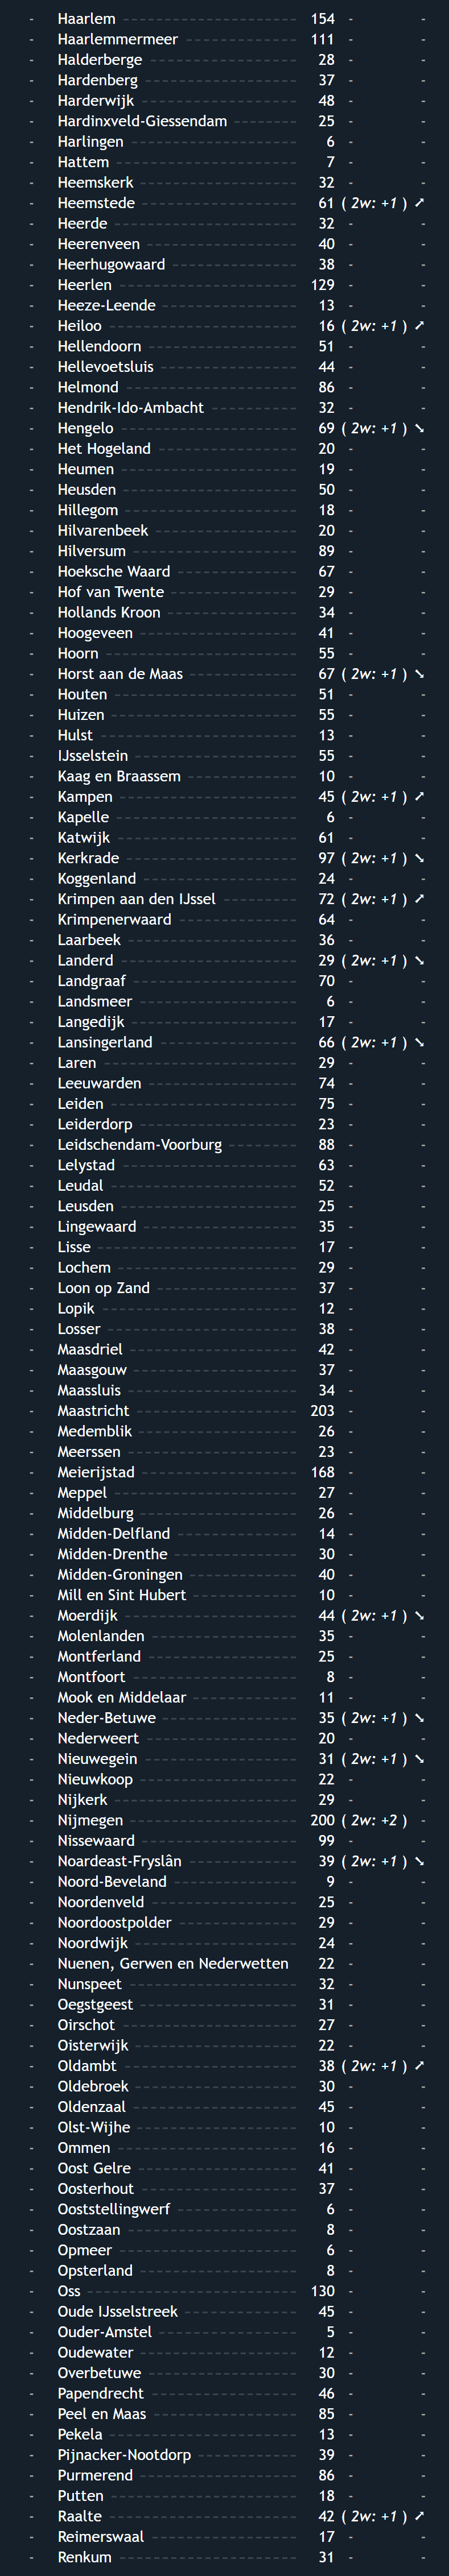 - Haarlem 154 - -
- Haarlemmermeer 111 - -
- Halderberge 28 - -
- Hardenberg 37 - -
- Harderwijk 48 - -
- Hardinxveld-Giessendam 25 - -
- Harlingen 6 - -
- Hattem 7 - -
- Heemskerk 32 - -
- Heemstede 61 ( 2w: +1 ) ➚
- Heerde 32 - -
- Heerenveen 40 - -
- Heerhugowaard 38 - -
- Heerlen 129 - -
- Heeze-Leende 13 - -
- Heiloo 16 ( 2w: +1 ) ➚
- Hellendoorn 51 - -
- Hellevoetsluis 44 - -
- Helmond 86 - -
- Hendrik-Ido-Ambacht 32 - -
- Hengelo 69 ( 2w: +1 ) ➘
- Het Hogeland 20 - -
- Heumen 19 - -
- Heusden 50 - -
- Hillegom 18 - -
- Hilvarenbeek 20 - -
- Hilversum 89 - -
- Hoeksche Waard 67 - -
- Hof van Twente 29 - -
- Hollands Kroon 34 - -
- Hoogeveen 41 - -
- Hoorn 55 - -
- Horst aan de Maas 67 ( 2w: +1 ) ➘
- Houten 51 - -
- Huizen 55 - -
- Hulst 13 - -
- IJsselstein 55 - -
- Kaag en Braassem 10 - -
- Kampen 45 ( 2w: +1 ) ➚
- Kapelle 6 - -
- Katwijk 61 - -
- Kerkrade 97 ( 2w: +1 ) ➘
- Koggenland 24 - -
- Krimpen aan den IJssel 72 ( 2w: +1 ) ➚
- Krimpenerwaard 64 - -
- Laarbeek 36 - -
- Landerd 29 ( 2w: +1 ) ➘
- Landgraaf 70 - -
- Landsmeer 6 - -
- Langedijk 17 - -
- Lansingerland 66 ( 2w: +1 ) ➘
- Laren 29 - -
- Leeuwarden 74 - -
- Leiden 75 - -
- Leiderdorp 23 - -
- Leidschendam-Voorburg 88 - -
- Lelystad 63 - -
- Leudal 52 - -
- Leusden 25 - -
- Lingewaard 35 - -
- Lisse 17 - -
- Lochem 29 - -
- Loon op Zand 37 - -
- Lopik 12 - -
- Losser 38 - -
- Maasdriel 42 - -
- Maasgouw 37 - -
- Maassluis 34 - -
- Maastricht 203 - -
- Medemblik 26 - -
- Meerssen 23 - -
- Meierijstad 168 - -
- Meppel 27 - -
- Middelburg 26 - -
- Midden-Delfland 14 - -
- Midden-Drenthe 30 - -
- Midden-Groningen 40 - -
- Mill en Sint Hubert 10 - -
- Moerdijk 44 ( 2w: +1 ) ➘
- Molenlanden 35 - -
- Montferland 25 - -
- Montfoort 8 - -
- Mook en Middelaar 11 - -
- Neder-Betuwe 35 ( 2w: +1 ) ➘
- Nederweert 20 - -
- Nieuwegein 31 ( 2w: +1 ) ➘
- Nieuwkoop 22 - -
- Nijkerk 29 - -
- Nijmegen 200 ( 2w: +2 ) -
- Nissewaard 99 - -
- Noardeast-Fryslân 39 ( 2w: +1 ) ➘
- Noord-Beveland 9 - -
- Noordenveld 25 - -
- Noordoostpolder 29 - -
- Noordwijk 24 - -
- Nuenen, Gerwen en Nederwetten 22 - -
- Nunspeet 32 - -
- Oegstgeest 31 - -
- Oirschot 27 - -
- Oisterwijk 22 - -
- Oldambt 38 ( 2w: +1 ) ➚
- Oldebroek 30 - -
- Oldenzaal 45 - -
- Olst-Wijhe 10 - -
- Ommen 16 - -
- Oost Gelre 41 - -
- Oosterhout 37 - -
- Ooststellingwerf 6 - -
- Oostzaan 8 - -
- Opmeer 6 - -
- Opsterland 8 - -
- Oss 130 - -
- Oude IJsselstreek 45 - -
- Ouder-Amstel 5 - -
- Oudewater 12 - -
- Overbetuwe 30 - -
- Papendrecht 46 - -
- Peel en Maas 85 - -
- Pekela 13 - -
- Pijnacker-Nootdorp 39 - -
- Purmerend 86 - -
- Putten 18 - -
- Raalte 42 ( 2w: +1 ) ➚
- Reimerswaal 17 - -
- Renkum 31 - -